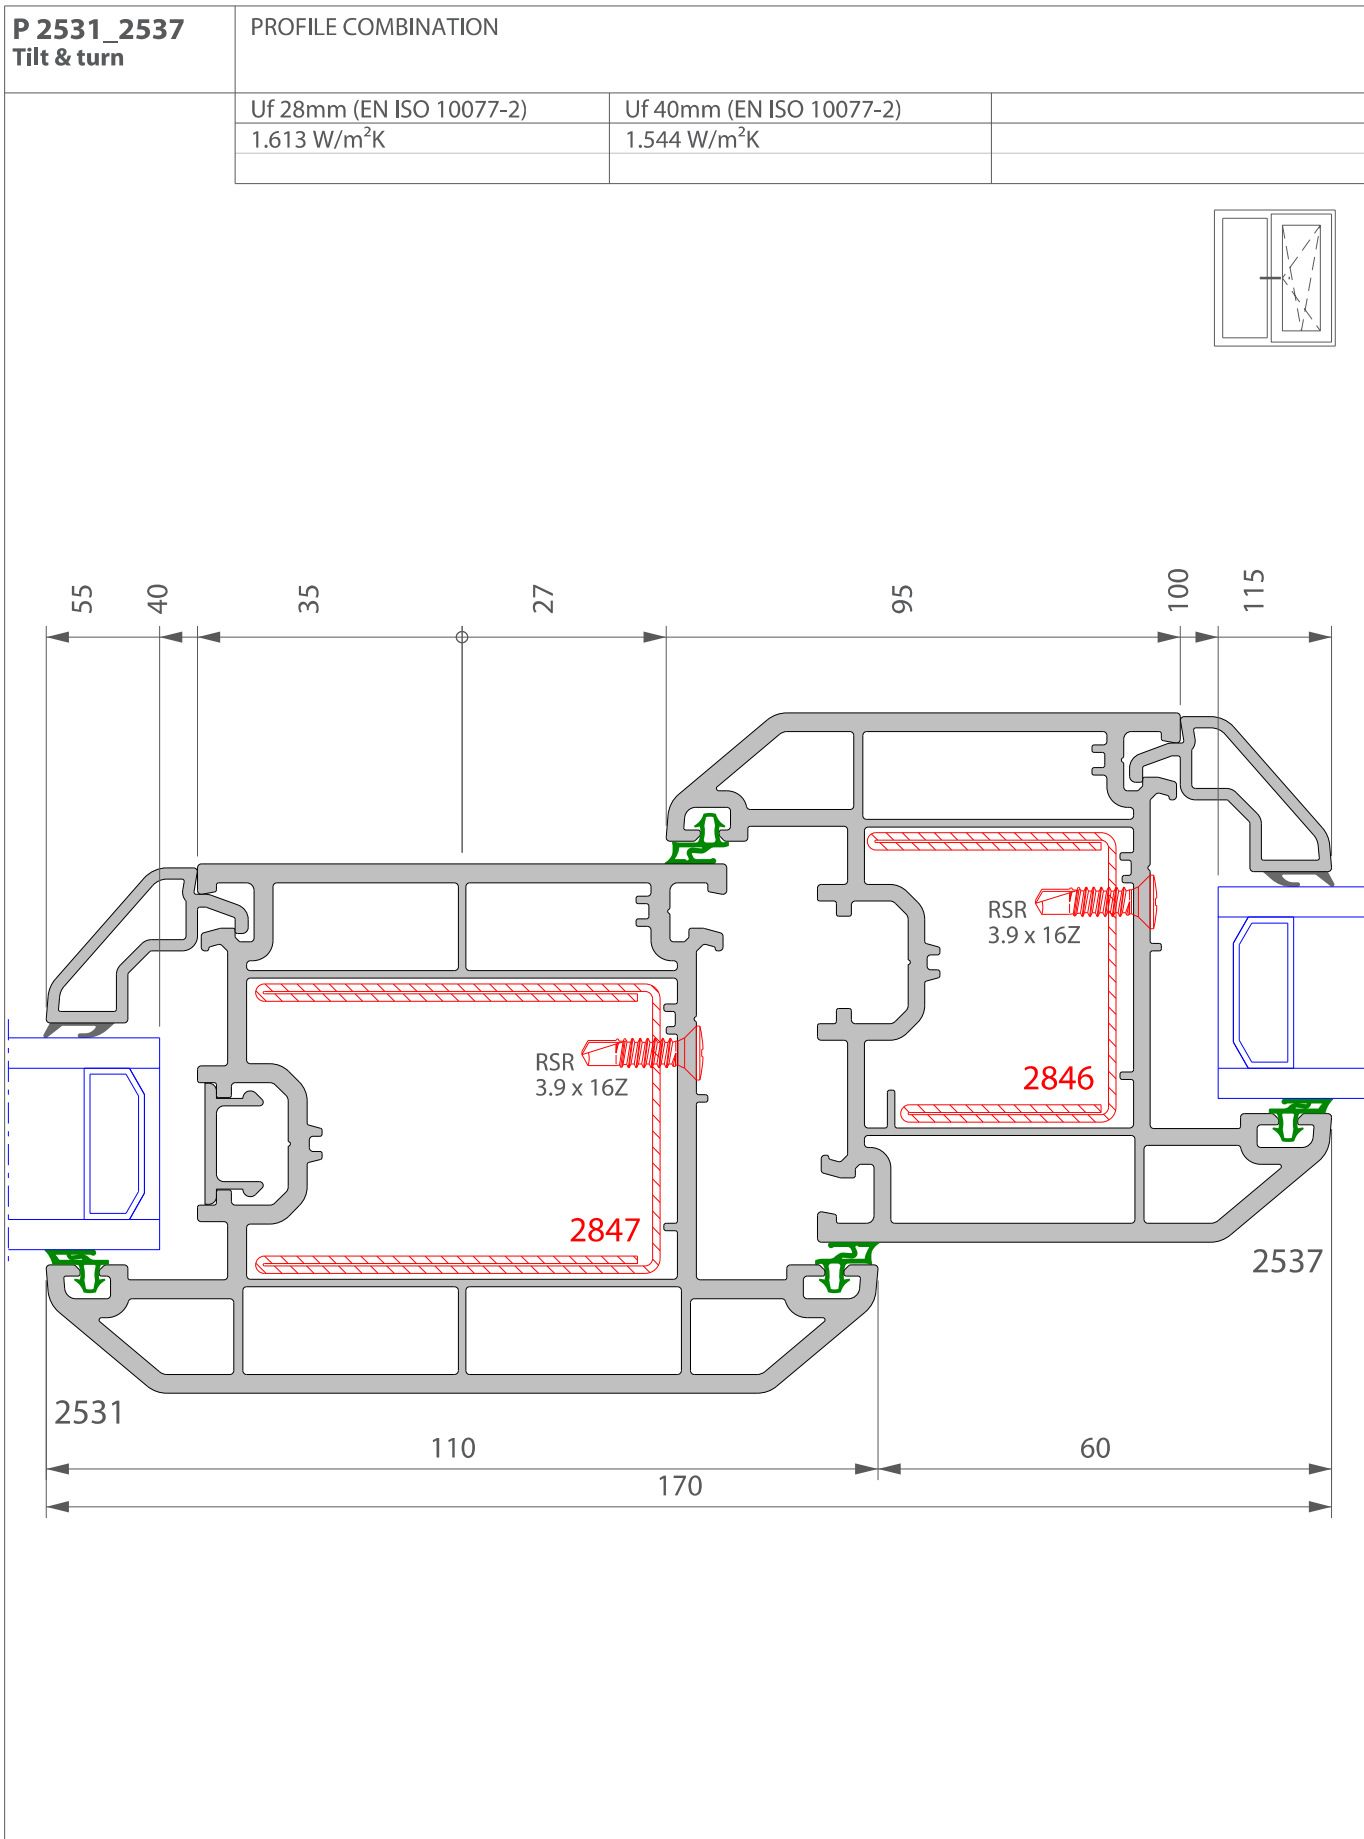 P 2531_2537
Tilt & turn
PROFILE COMBINATION
Uf 28mm (EN ISO 10077-2)
Uf 40mm (EN ISO 10077-2)
1.613 W/m²K
1.544 W/m²K
55
40
35
27
95
100
115
RSR
3.9 x 16Z
2846
RSR
3.9 x 16Z
2847
2537
2531
110
60
170